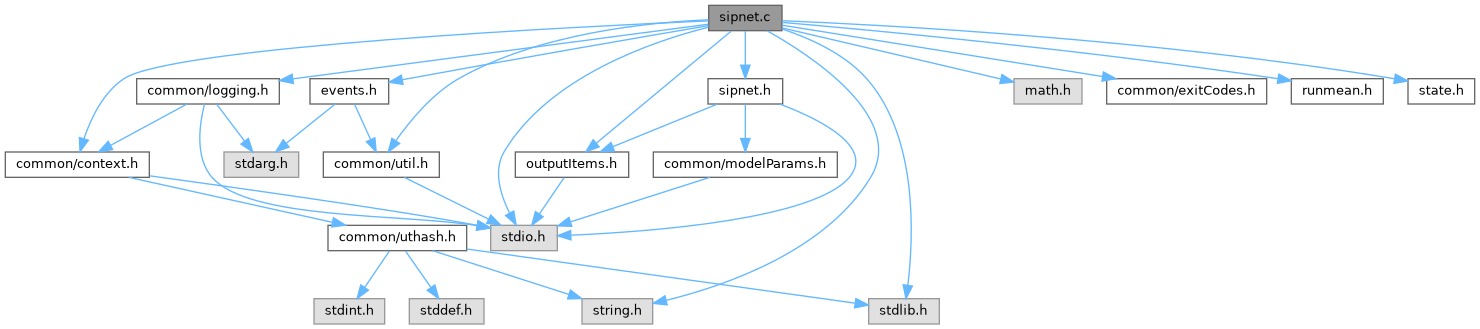 sipnet.c
common/logging.h
events.h
sipnet.h
math.h
common/exitCodes.h
runmean.h
state.h
common/context.h
stdarg.h
common/util.h
outputItems.h
common/modelParams.h
common/uthash.h
stdio.h
stdint.h
stddef.h
string.h
stdlib.h